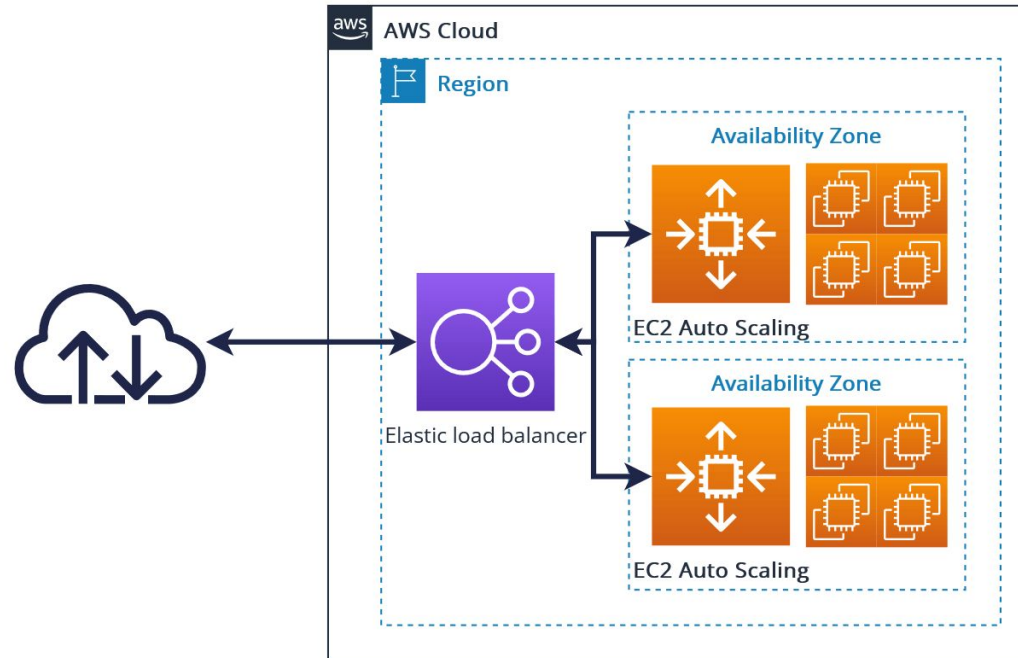 aws
AWS Cloud
Region
Availability Zone
EC2 Auto Scaling
Elastic load balancer
Availability Zone
EC2 Auto Scaling